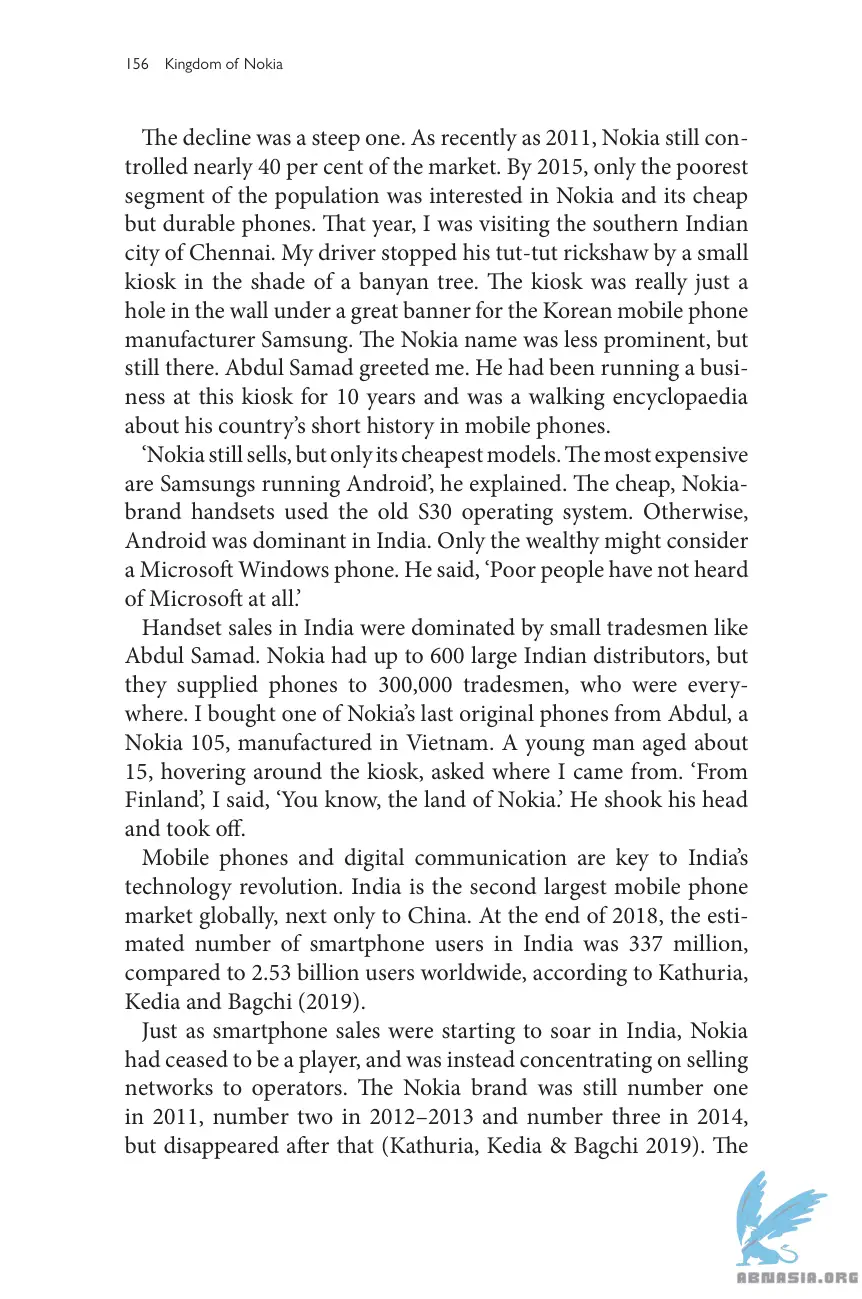 156 Kingdom of Nokia
The decline was a steep one. As recently as 2011, Nokia still con-
trolled nearly 40 per cent of the market. By 2015, only the poorest
segment of the population was interested in Nokia and its cheap
but durable phones. That year, I was visiting the southern Indian
city of Chennai. My driver stopped his tut-tut rickshaw by a small
kiosk in the shade of a banyan tree. The kiosk was really just a
hole in the wall under a great banner for the Korean mobile phone
manufacturer Samsung. The Nokia name was less prominent, but
still there. Abdul Samad greeted me. He had been running a busi-
ness at this kiosk for 10 years and was a walking encyclopaedia
about his country’s short history in mobile phones.
‘Nokia still sells, but only its cheapest models. The most expensive
are Samsungs running Android’, he explained. The cheap, Nokia-
brand handsets used the old S30 operating system. Otherwise,
Android was dominant in India. Only the wealthy might consider
a Microsoft Windows phone. He said, ‘Poor people have not heard
of Microsoft at all.’
Handset sales in India were dominated by small tradesmen like
Abdul Samad. Nokia had up to 600 large Indian distributors, but
they supplied phones to 300,000 tradesmen, who were every-
where. I bought one of Nokia’s last original phones from Abdul, a
Nokia 105, manufactured in Vietnam. A young man aged about
15, hovering around the kiosk, asked where I came from. ‘From
Finland’, I said, ‘You know, the land of Nokia.’ He shook his head
and took off.
Mobile phones and digital communication are key to India’s
technology revolution. India is the second largest mobile phone
market globally, next only to China. At the end of 2018, the esti-
mated number of smartphone users in India was 337 million,
compared to 2.53 billion users worldwide, according to Kathuria,
Kedia and Bagchi (2019).
Just as smartphone sales were starting to soar in India, Nokia
had ceased to be a player, and was instead concentrating on selling
networks to operators. The Nokia brand was still number one
in 2011, number two in 2012–2013 and number three in 2014,
but disappeared after that (Kathuria, Kedia & Bagchi 2019). The
ABNASIA.ORG